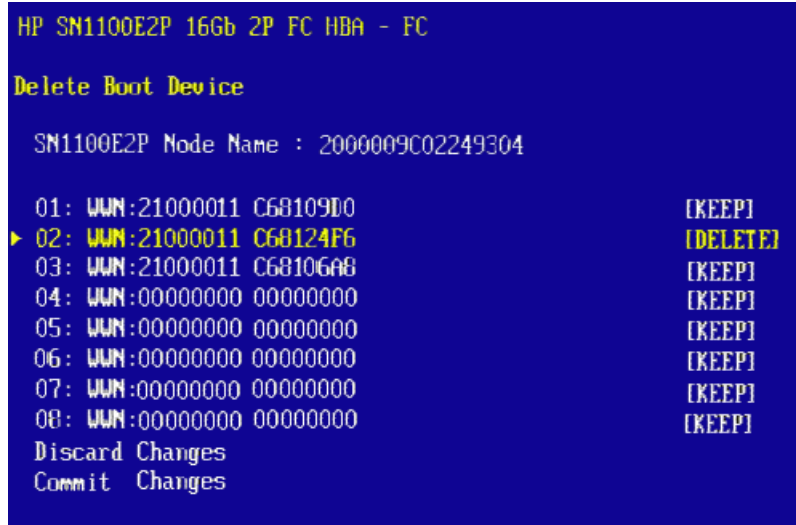 HP SN1100E2P 16Gb 2P FC HBA - FC
Delete Boot Device
SN1100E2P Node Name : 2000009C02249304
01: WWN:21000011 C68109D0 [KEEP]
► 02: WWN:21000011 C68124F6 [DELETE]
03: WWN:21000011 C68106A8 [KEEP]
04: WWN:00000000 00000000 [KEEP]
05: WWN:00000000 00000000 [KEEP]
06: WWN:00000000 00000000 [KEEP]
07: WWN:00000000 00000000 [KEEP]
08: WWN:00000000 00000000 [KEEP]
Discard Changes
Commit Changes